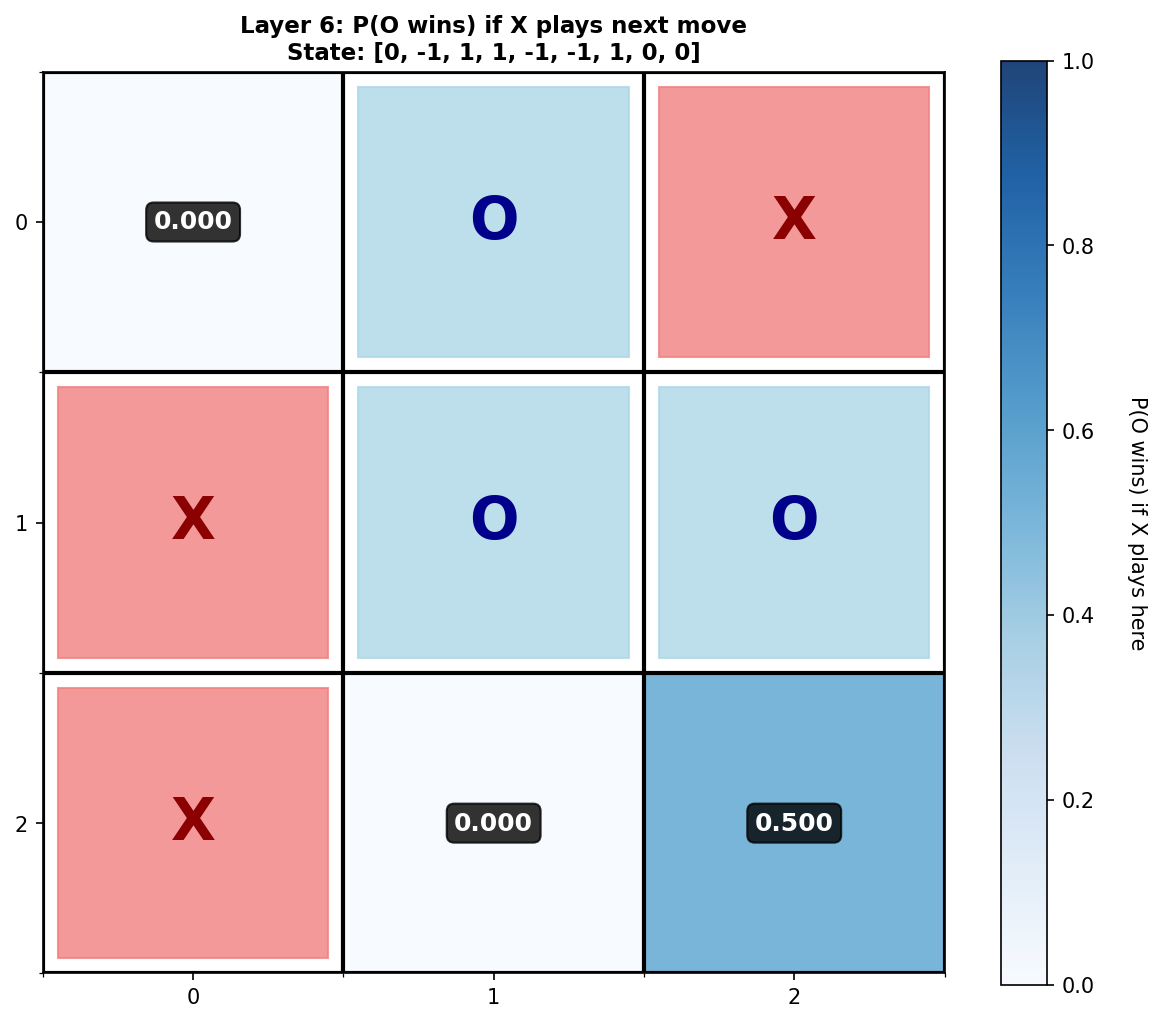 Layer 6: P(O wins) if X plays next move
State: [0, -1, 1, 1, -1, -1, 1, 0, 0]
0.000
O
X
X
O
O
X
0.000
0.500
0
1
2
0
1
2
1.0
0.8
0.6
0.4
0.2
0.0
P(O wins) if X plays here